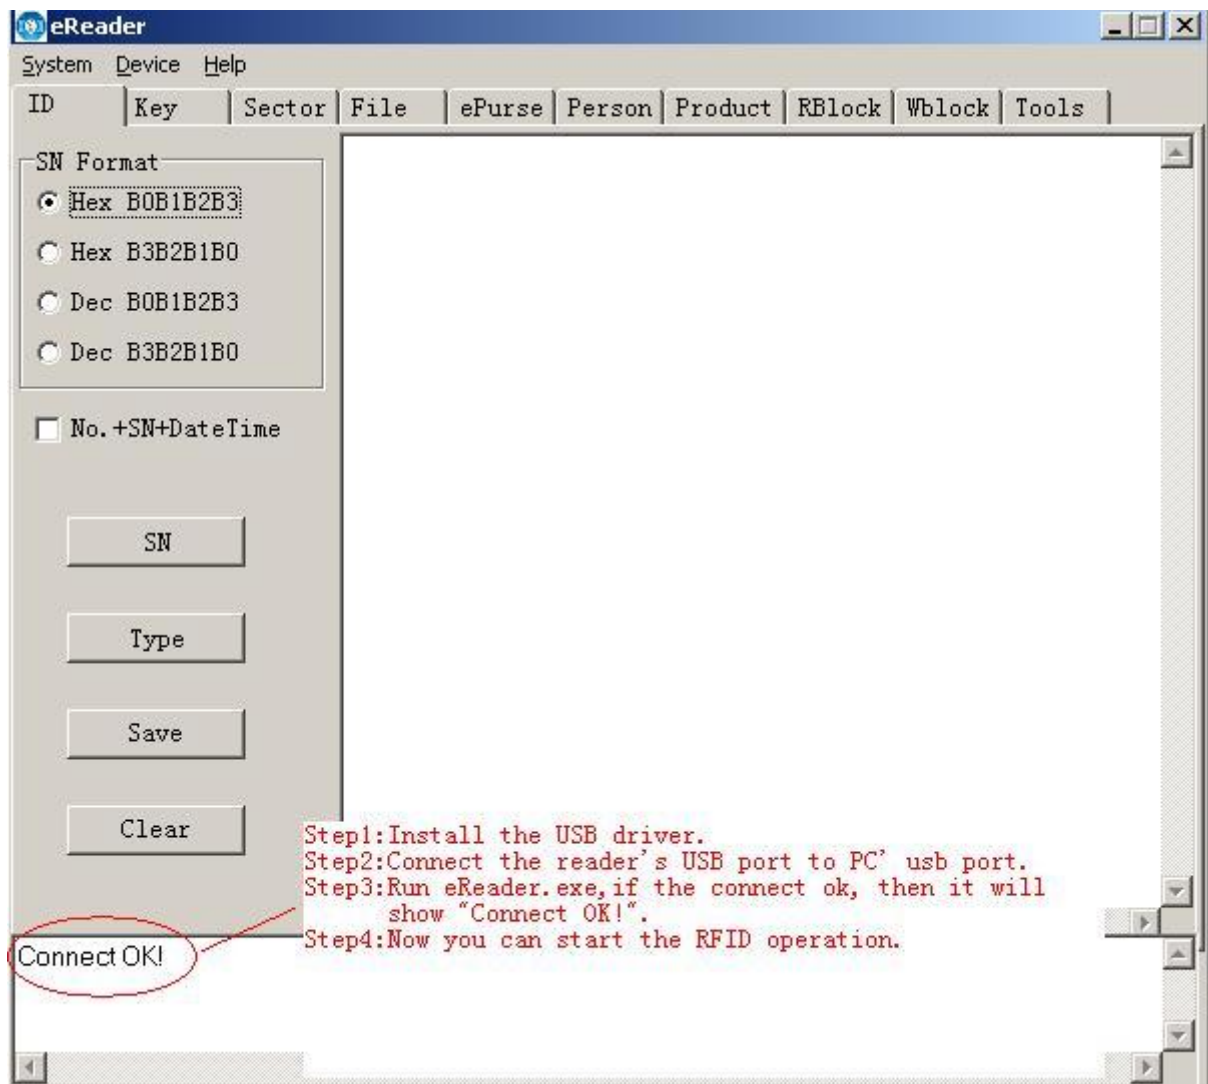 eReader
System Device Help
ID Key Sector File ePurse Person Product RBlock Wblock Tools
SN Format
Hex B0B1B2B3
Hex B3B2B1B0
Dec B0B1B2B3
Dec B3B2B1B0
No.+SN+DateTime
SN
Type
Save
Clear
Step1:Install the USB driver.
Step2:Connect the reader's USB port to PC' usb port.
Step3:Run eReader.exe,if the connect ok, then it will
show "Connect OK!".
Step4:Now you can start the RFID operation.
Connect OK!